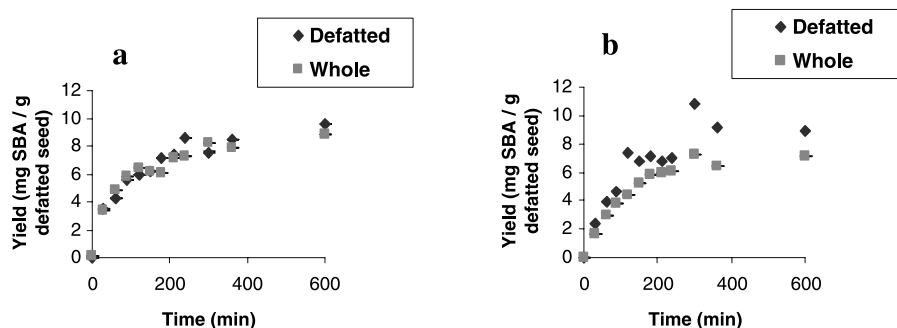 a
Defatted
Whole
Yield (mg SBA / g
defatted seed)
12
10
8
6
4
2
0
0
200
400
600
Time (min)
b
Defatted
Whole
Yield (mg SBA / g
defatted seed)
12
10
8
6
4
2
0
0
200
400
600
Time (min)